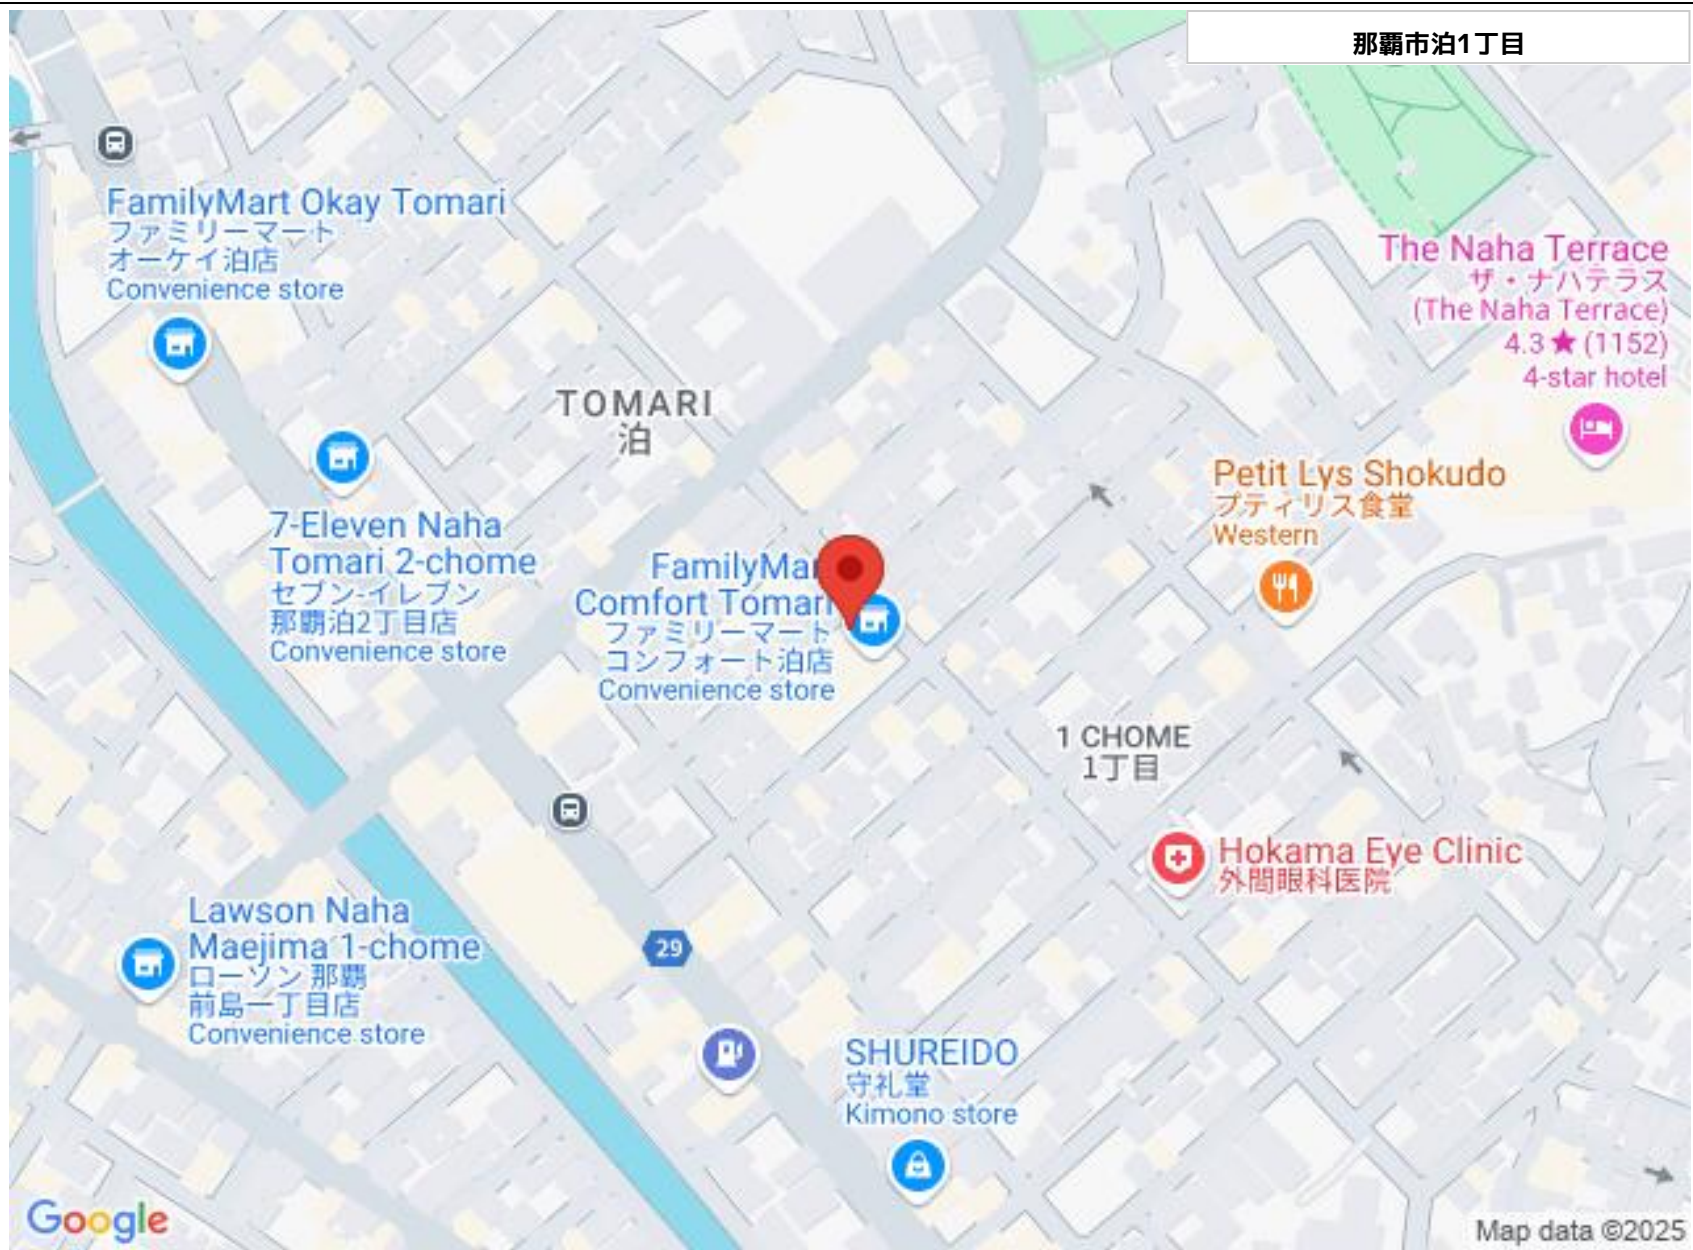 那覇市泊1丁目
FamilyMart Okay Tomari
ファミリーマート
オーケイ泊店
Convenience store
The Naha Terrace
ザ・ナハテラス
(The Naha Terrace)
4.3★(1152)
4-star hotel
TOMARI
泊
Petit Lys Shokudo
プティリス食堂
Western
7-Eleven Naha
Tomari 2-chome
セブン-イレブン
那覇泊2丁目店
Convenience store
FamilyMar
Comfort Tomari
ファミリーマート
コンフォート泊店
Convenience store
1 CHOME
1丁目
Hokama Eye Clinic
外間眼科医院
Lawson Naha
Maejima 1-chome
ローソン 那覇
前島一丁目店
Convenience store
29
SHUREIDO
守礼堂
Kimono store
Google
Map data ©2025